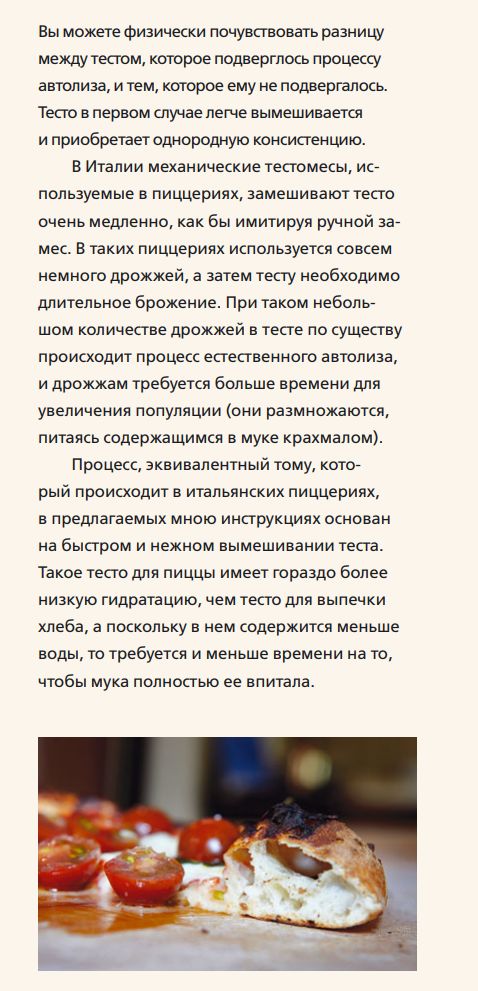 Вы можете физически почувствовать разницу
между тестом, которое подверглось процессу
автолиза, и тем, которое ему не подвергалось.
Тесто в первом случае легче вымешивается
и приобретает однородную консистенцию.
В Италии механические тестомесы, ис-
пользуемые в пиццериях, замешивают тесто
очень медленно, как бы имитируя ручной за-
мес. В таких пиццериях используется совсем
немного дрожжей, а затем тесту необходимо
длительное брожение. При таком неболь-
шом количестве дрожжей в тесте по существу
происходит процесс естественного автолиза,
и дрожжам требуется больше времени для
увеличения популяции (они размножаются,
питаясь содержащимся в муке крахмалом).
Процесс, эквивалентный тому, кото-
рый происходит в итальянских пиццериях,
в предлагаемых мною инструкциях основан
на быстром и нежном вымешивании теста.
Такое тесто для пиццы имеет гораздо более
низкую гидратацию, чем тесто для выпечки
хлеба, а поскольку в нем содержится меньше
воды, то требуется и меньше времени на то,
чтобы мука полностью ее впитала.